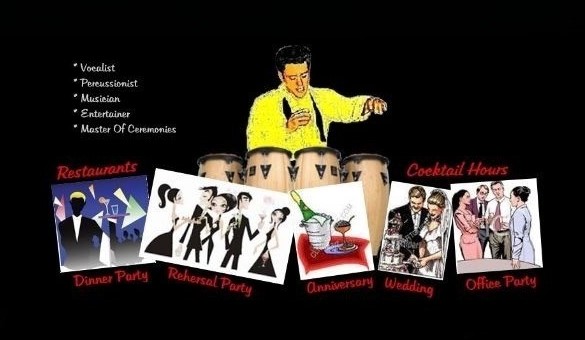 * Vocalist
* Percussionist
* Musician
* Entertainer
* Master Of Ceremonies
Restaurants
Cocktail Hours
Dinner Party
Rehersal Party
Anniversary
Wedding
Office Party